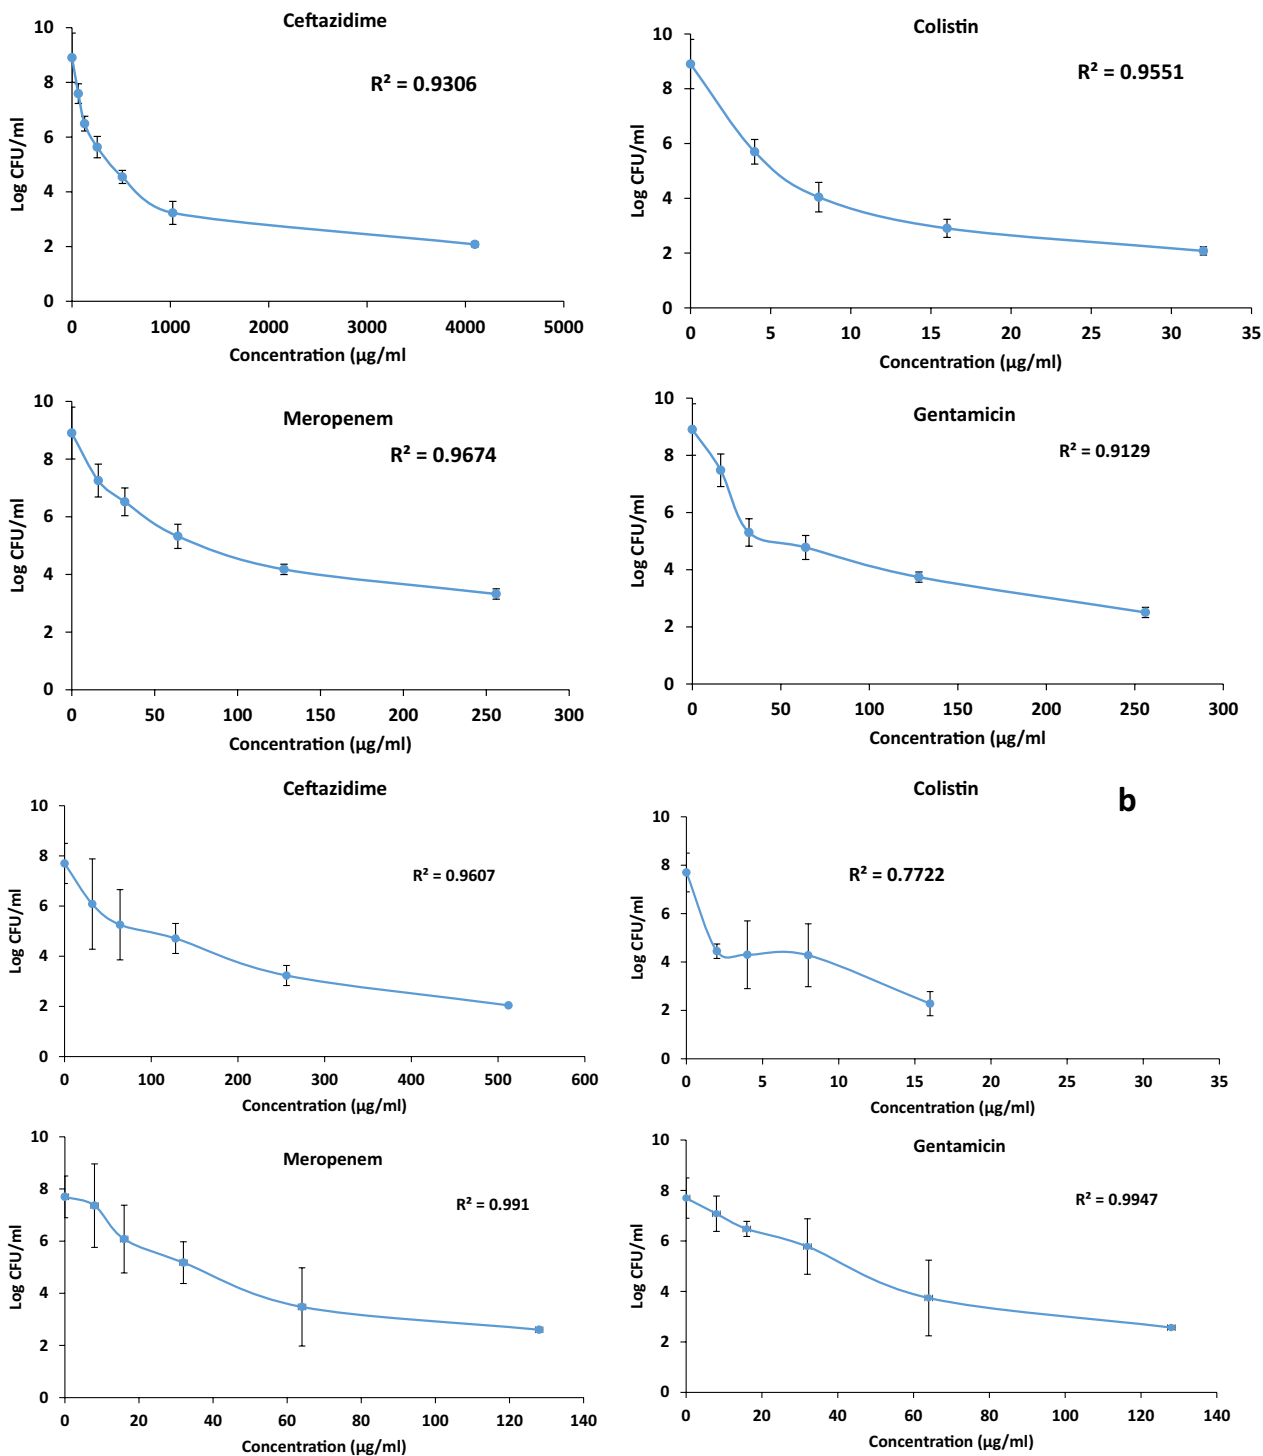 Ceftazidime
R² = 0.9306
Log CFU/ml
10
8
6
4
2
0
0 1000 2000 3000 4000 5000
Concentration (µg/ml
Colistin
R² = 0.9551
Log CFU/ml
10
8
6
4
2
0
0 5 10 15 20 25 30 35
Concentration (µg/ml)
Meropenem
R² = 0.9674
Log CFU/ml
10
8
6
4
2
0
0 50 100 150 200 250 300
Concentration (µg/ml)
Gentamicin
R² = 0.9129
Log CFU/ml
10
8
6
4
2
0
0 50 100 150 200 250 300
Concentration (µg/ml
Ceftazidime
R² = 0.9607
Log CFU/ml
10
8
6
4
2
0
0 100 200 300 400 500 600
Concentration (µg/ml)
Colistin
b
R² = 0.7722
Log CFU/ml
10
8
6
4
2
0
0 5 10 15 20 25 30 35
Concentration (µg/ml)
Meropenem
R² = 0.991
Log CFU/ml
10
8
6
4
2
0
0 20 40 60 80 100 120 140
Concentration (µg/ml)
Gentamicin
R² = 0.9947
Log CFU/ml
10
8
6
4
2
0
0 20 40 60 80 100 120 140
Concentration (µg/ml)